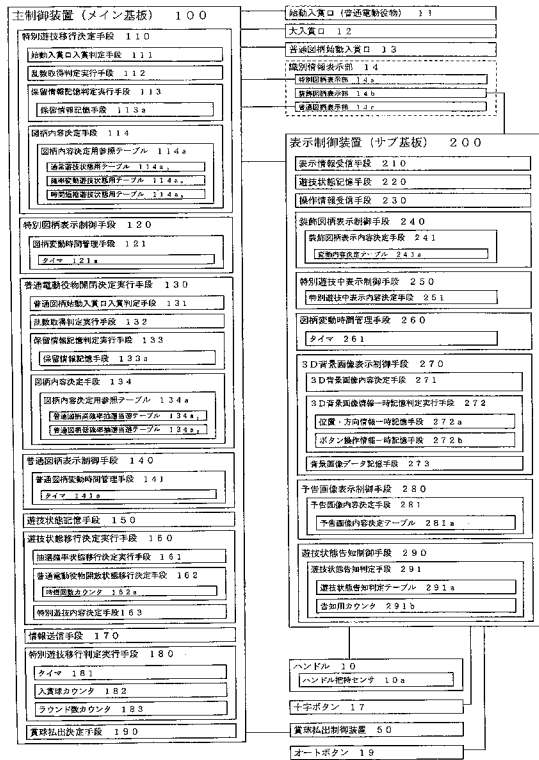 主制御装置（メイン基板） 100
特別遊技移行決定手段 110
始動入賞口入賞判定手段 111
乱数取得判定実行手段 112
保留情報記憶判定実行手段 113
保留情報記憶手段 113a
図柄内容決定手段 114
図柄内容決定用参照テーブル 114a
通常遊技状態用テーブル 114a₁
確率変動遊技状態用テーブル 114a₂
時間短縮遊技状態用テーブル 114a₃
特別図柄表示制御手段 120
図柄変動時間管理手段 121
タイマ 121a
普通電動役物開閉決定実行手段 130
普通図柄始動入賞口入賞判定手段 131
乱数取得判定実行手段 132
保留情報記憶判定実行手段 133
保留情報記憶手段 133a
図柄内容決定手段 134
図柄内容決定用参照テーブル 134a
普通図柄高確率抽選当選テーブル 134a₁
普通図柄低確率抽選当選テーブル 134a₂
普通図柄表示制御手段 140
普通図柄変動時間管理手段 141
タイマ 141a
遊技状態記憶手段 150
遊技状態移行決定実行手段 160
抽選確率状態移行決定実行手段 161
普通電動役物開放状態移行決定手段 162
時短回数カウンタ 162a
特別遊技内容決定手段163
情報送信手段 170
特別遊技移行判定実行手段 180
タイマ 181
入賞球カウンタ 182
ラウンド数カウンタ 183
賞球払出決定手段 190
始動入賞口（普通電動役物） 11
大入賞口 12
普通図柄始動入賞口 13
識別情報表示部 14
特別図柄表示部 14a
装飾図柄表示部 14b
普通図柄表示部 14c
表示制御装置（サブ基板） 200
表示情報受信手段 210
遊技状態記憶手段 220
操作情報受信手段 230
装飾図柄表示制御手段 240
装飾図柄表示内容決定手段 241
変動内容決定テーブル 241a
特別遊技中表示制御手段 250
特別遊技中表示内容決定手段 251
図柄変動時間管理手段 260
タイマ 261
3D背景画像表示制御手段 270
3D背景画像内容決定手段 271
3D背景画像情報一時記憶判定実行手段 272
位置・方向情報一時記憶手段 272a
ボタン操作情報一時記憶手段 272b
背景画像データ記憶手段 273
予告画像表示制御手段 280
予告画像内容決定手段 281
予告画像内容決定テーブル 281a
遊技状態告知制御手段 290
遊技状態告知判定手段 291
遊技状態告知判定テーブル 291a
告知用カウンタ 291b
ハンドル 10
ハンドル把持センサ 10a
十字ボタン 17
賞球払出制御装置 50
オートボタン 19